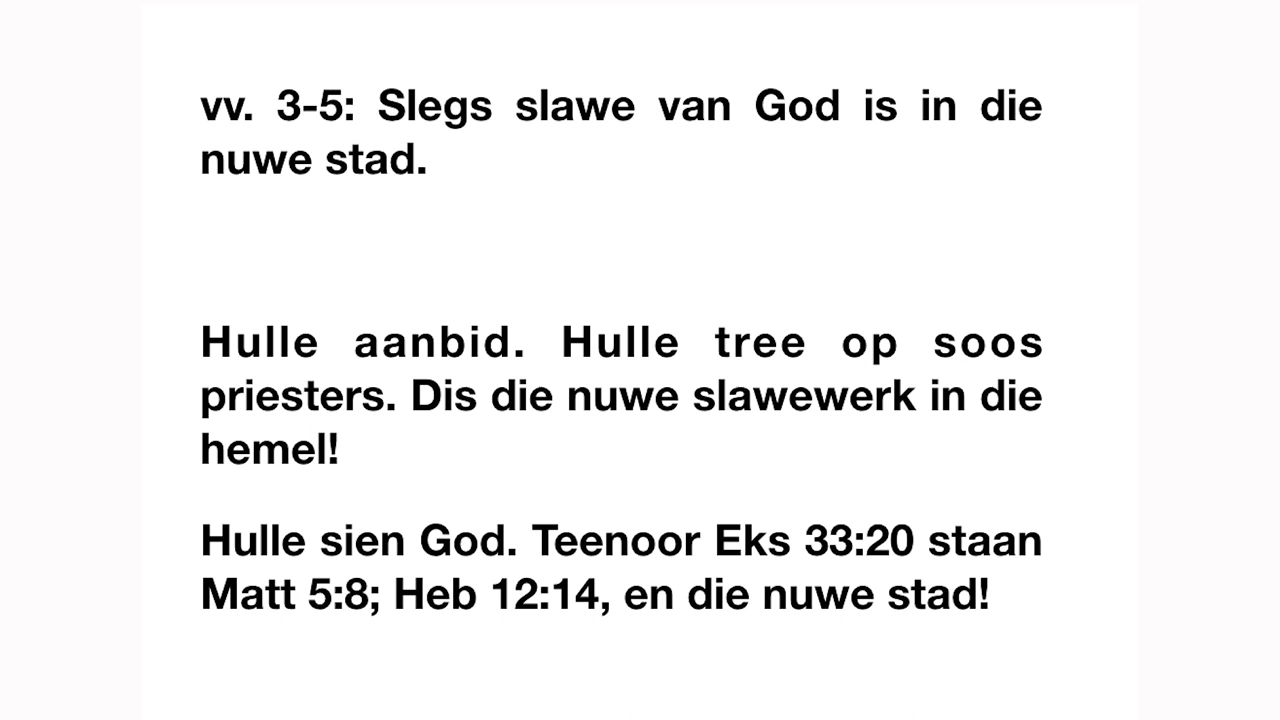 vv. 3-5: Slegs slawe van God is in die
nuwe stad.
Hulle aanbid. Hulle tree op soos
priesters. Dis die nuwe slawewerk in die
hemel!
Hulle sien God. Teenoor Eks 33:20 staan
Matt 5:8; Heb 12:14, en die nuwe stad!